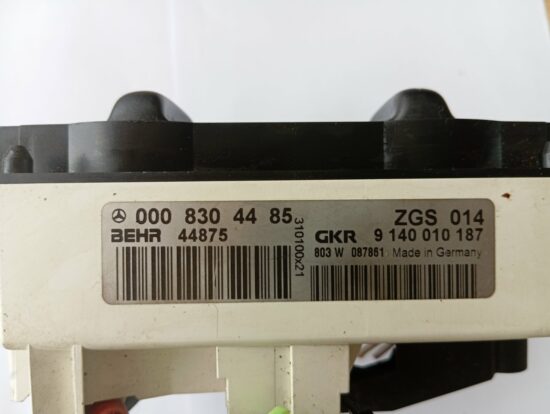 000 830 44 85
BEHR 44875
310100x21
ZGS 014
GKR 9 140 010 187
803 W 087861 Made in Germany